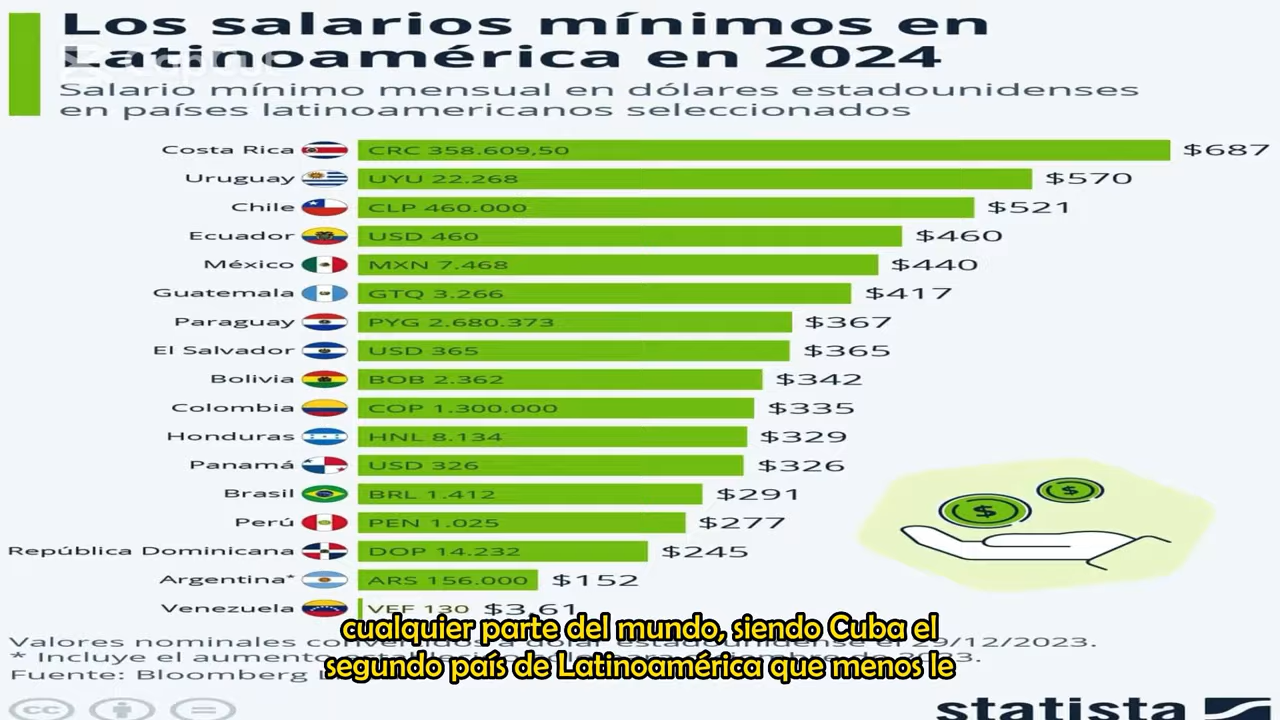 Los salarios mínimos en
Latinoamérica en 2024
Salario mínimo mensual en dólares estadounidenses
en países latinoamericanos seleccionados
Costa Rica CRC 358.609,50 $687
Uruguay UYU 22.268 $570
Chile CLP 460.000 $521
Ecuador USD 460 $460
México MXN 7.468 $440
Guatemala GTQ 3.266 $417
Paraguay PYG 2.680.373 $367
El Salvador USD 365 $365
Bolivia BOB 2.362 $342
Colombia COP 1.300.000 $335
Honduras HNL 8.134 $329
Panamá USD 326 $326
Brasil BRL 1.412 $291
Perú PEN 1.025 $277
República Dominicana DOP 14.232 $245
Argentina* ARS 156.000 $152
Venezuela VEF 130 $3,61
cualquier parte del mundo, siendo Cuba el
segundo país de Latinoamérica que menos le
Valores nominales a dólar estadounidense el 29/12/2023.
* Incluye el aumento 2023.
Fuente: Bloomberg
statista